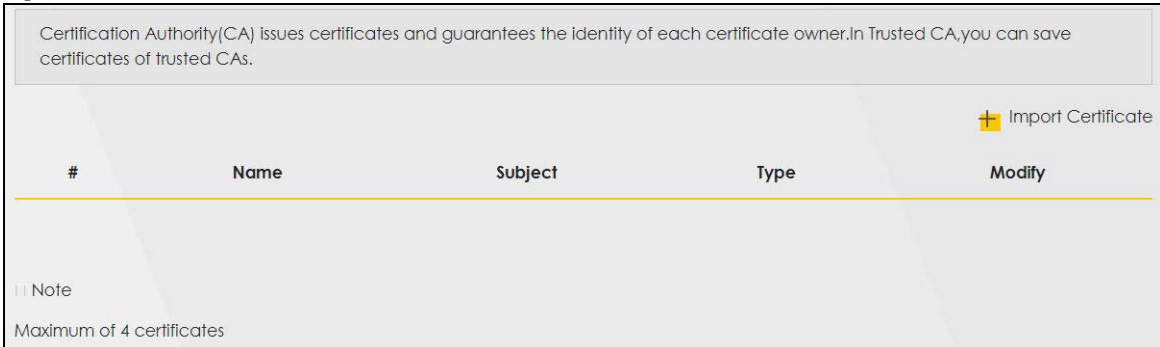 Certification Authority(CA) issues certificates and guarantees the identity of each certificate owner.In Trusted CA,you can save
certificates of trusted CAs.
Import Certificate
# Name Subject Type Modify
Note
Maximum of 4 certificates